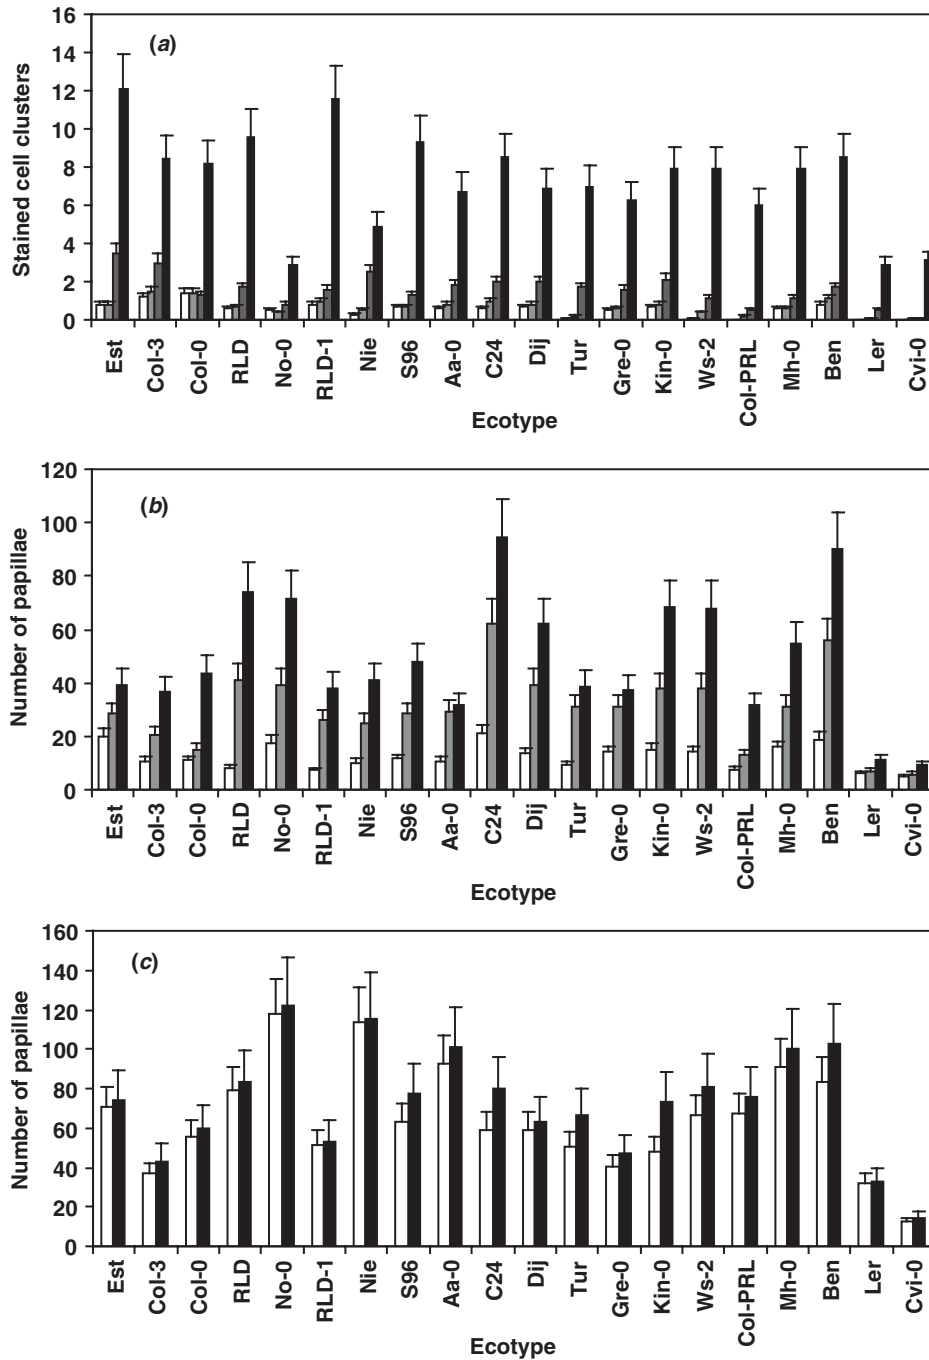 16
14
12
10
8
6
4
2
0
Stained cell clusters
(a)
Est Col-3 Col-0 RLD No-0 RLD-1 Nie S96 Aa-0 C24 Dij Tur Gre-0 Kin-0 Ws-2 Col-PRL Mh-0 Ben Ler Cvi-0
Ecotype
120
100
80
60
40
20
0
Number of papillae
(b)
Est Col-3 Col-0 RLD No-0 RLD-1 Nie S96 Aa-0 C24 Dij Tur Gre-0 Kin-0 Ws-2 Col-PRL Mh-0 Ben Ler Cvi-0
Ecotype
160
140
120
100
80
60
40
20
0
Number of papillae
(c)
Est Col-3 Col-0 RLD No-0 RLD-1 Nie S96 Aa-0 C24 Dij Tur Gre-0 Kin-0 Ws-2 Col-PRL Mh-0 Ben Ler Cvi-0
Ecotype